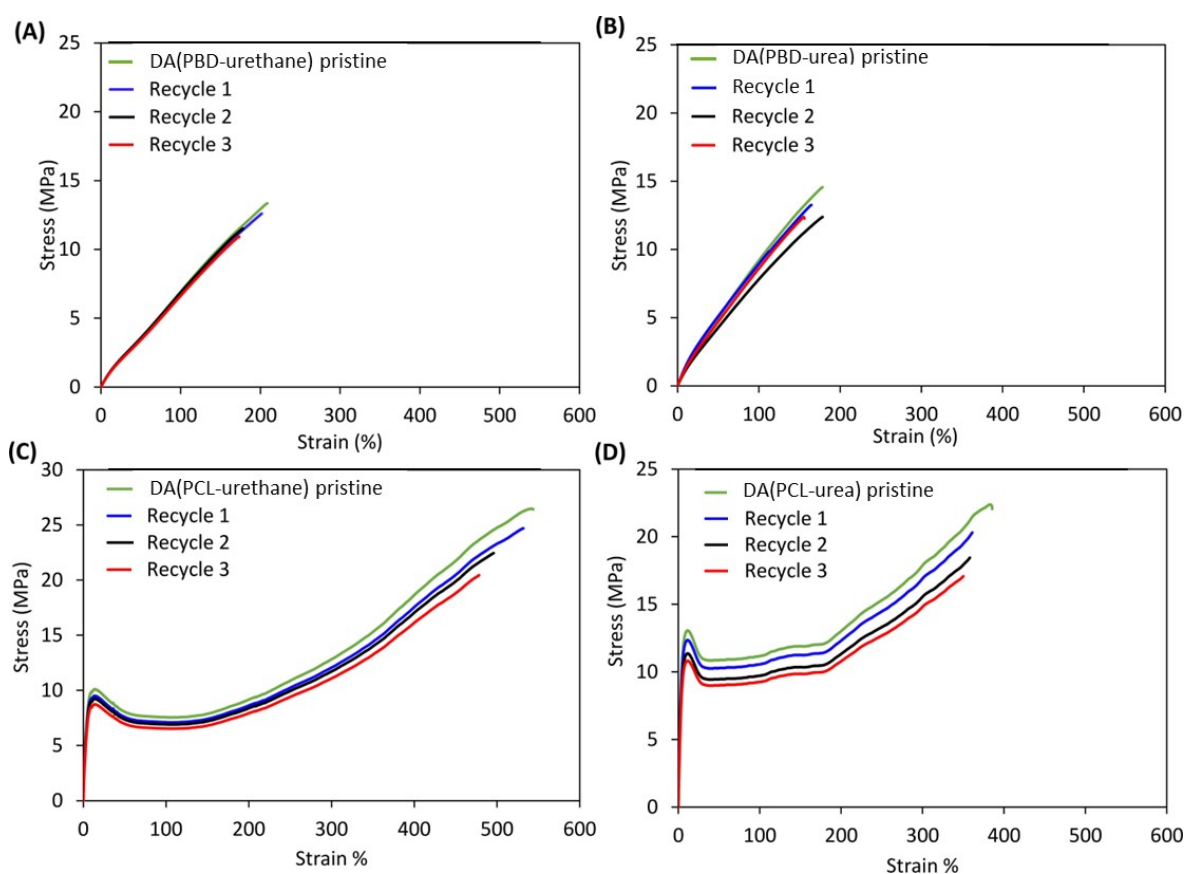 (A)
25
20
15
10
5
0
Stress (MPa)
DA(PBD-urethane) pristine
Recycle 1
Recycle 2
Recycle 3
0 100 200 300 400 500 600
Strain (%)
(B)
25
20
15
10
5
0
Stress (MPa)
DA(PBD-urea) pristine
Recycle 1
Recycle 2
Recycle 3
0 100 200 300 400 500 600
Strain (%)
(C)
30
25
20
15
10
5
0
Stress (MPa)
DA(PCL-urethane) pristine
Recycle 1
Recycle 2
Recycle 3
0 100 200 300 400 500 600
Strain %
(D)
25
20
15
10
5
0
Stress (MPa)
DA(PCL-urea) pristine
Recycle 1
Recycle 2
Recycle 3
0 100 200 300 400 500 600
Strain %